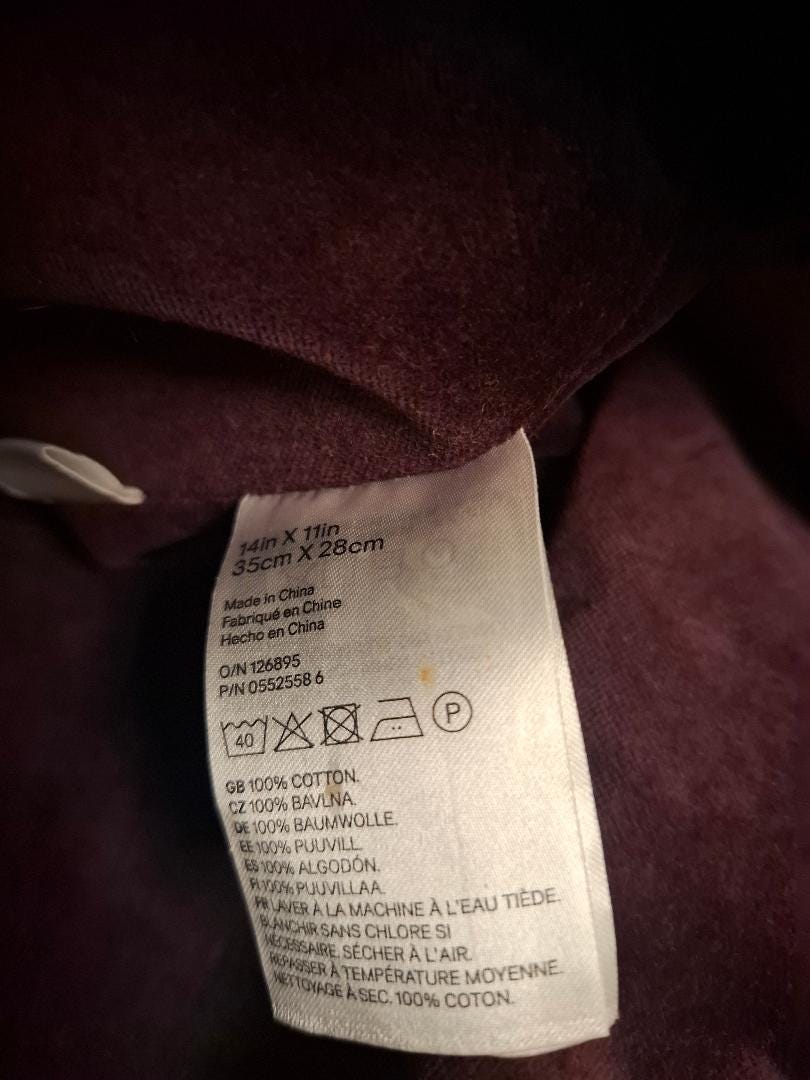 14in X 11in
35cm X 28cm
Made in China
Fabriqué en Chine
Hecho en China
O/N 126895
P/N 0552558 6
40 P
GB 100% COTTON.
CZ 100% BAVLNA.
DE 100% BAUMWOLLE.
EE 100% PUUVILL.
ES 100% ALGODÓN.
FI 100% PUUVILLAA.
FR LAVER À LA MACHINE À L'EAU TIÈDE.
BLANCHIR SANS CHLORE SI
NÉCESSAIRE. SÉCHER À L'AIR.
REPASSER À TEMPÉRATURE MOYENNE.
NETTOYAGE À SEC. 100% COTON.